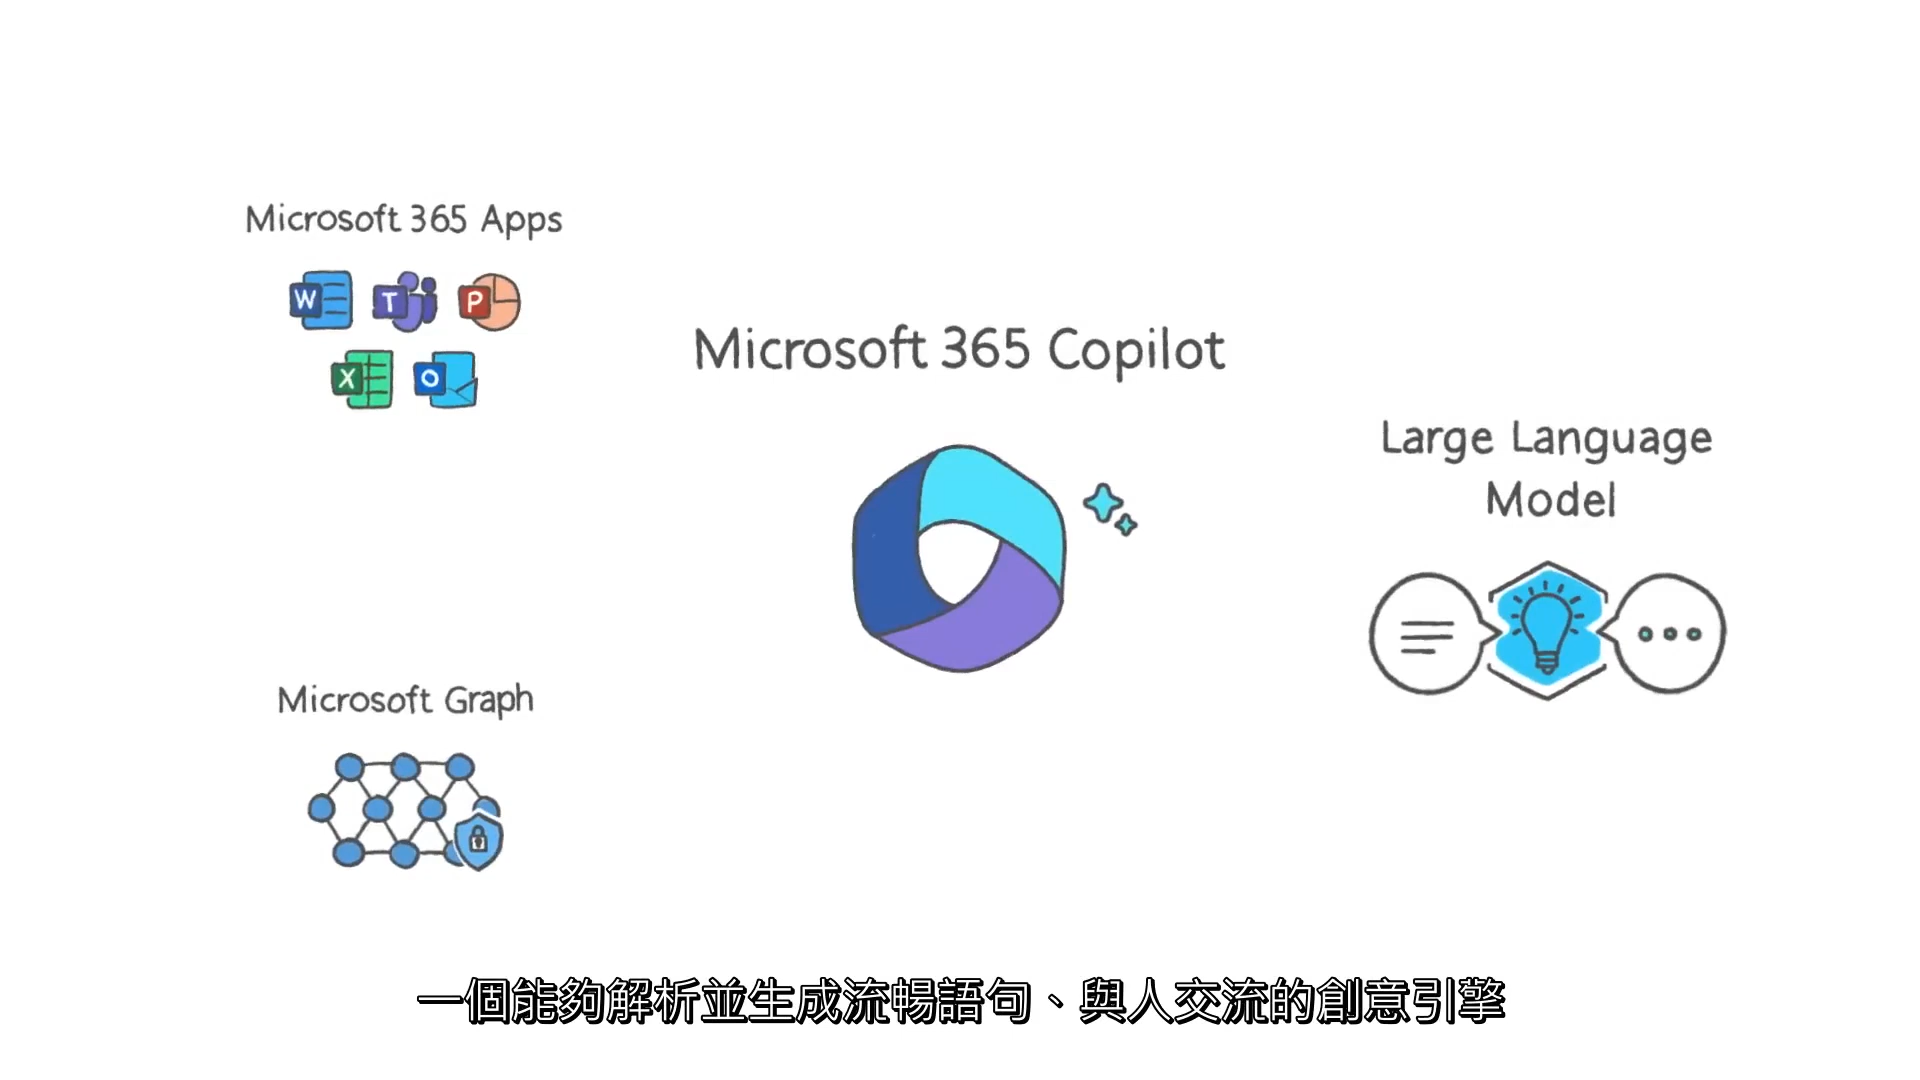 Microsoft 365 Apps
W T P
X O
Microsoft 365 Copilot
Large Language
Model
Microsoft Graph
一個能夠解析並生成流暢語句、與人交流的創意引擎